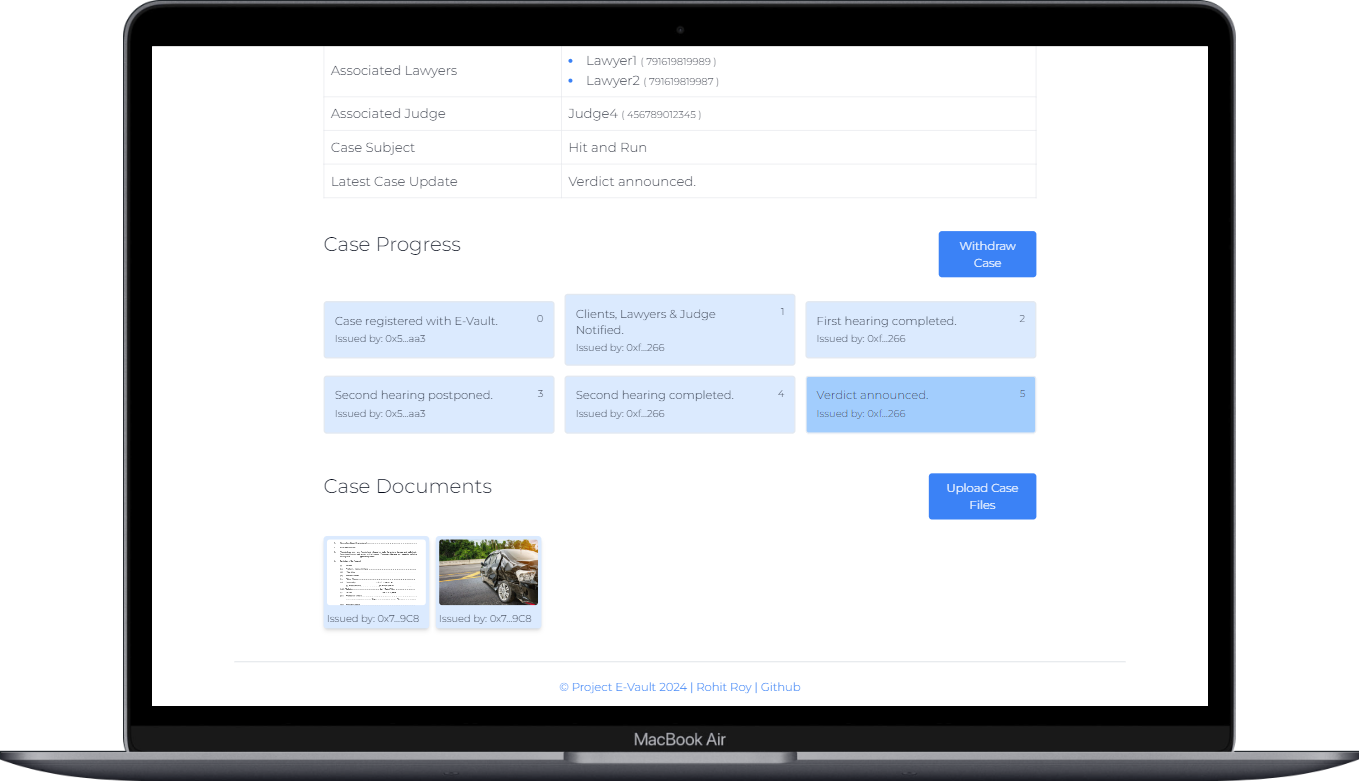 Associated Lawyers
Lawyer1 ( 791619819989 )
Lawyer2 ( 791619819987 )
Associated Judge
Judge4 ( 456789012345 )
Case Subject
Hit and Run
Latest Case Update
Verdict announced.
Case Progress
Withdraw
Case
Case registered with E-Vault.
0
Issued by: 0x5...aa3
Clients, Lawyers & Judge
1
Notified.
Issued by: 0xf...266
First hearing completed.
2
Issued by: 0xf...266
Second hearing postponed.
3
Issued by: 0x5...aa3
Second hearing completed.
4
Issued by: 0xf...266
Verdict announced.
5
Issued by: 0xf...266
Case Documents
Upload Case
Files
Issued by: 0x7...9C8
Issued by: 0x7...9C8
© Project E-Vault 2024 | Rohit Roy | Github
MacBook Air